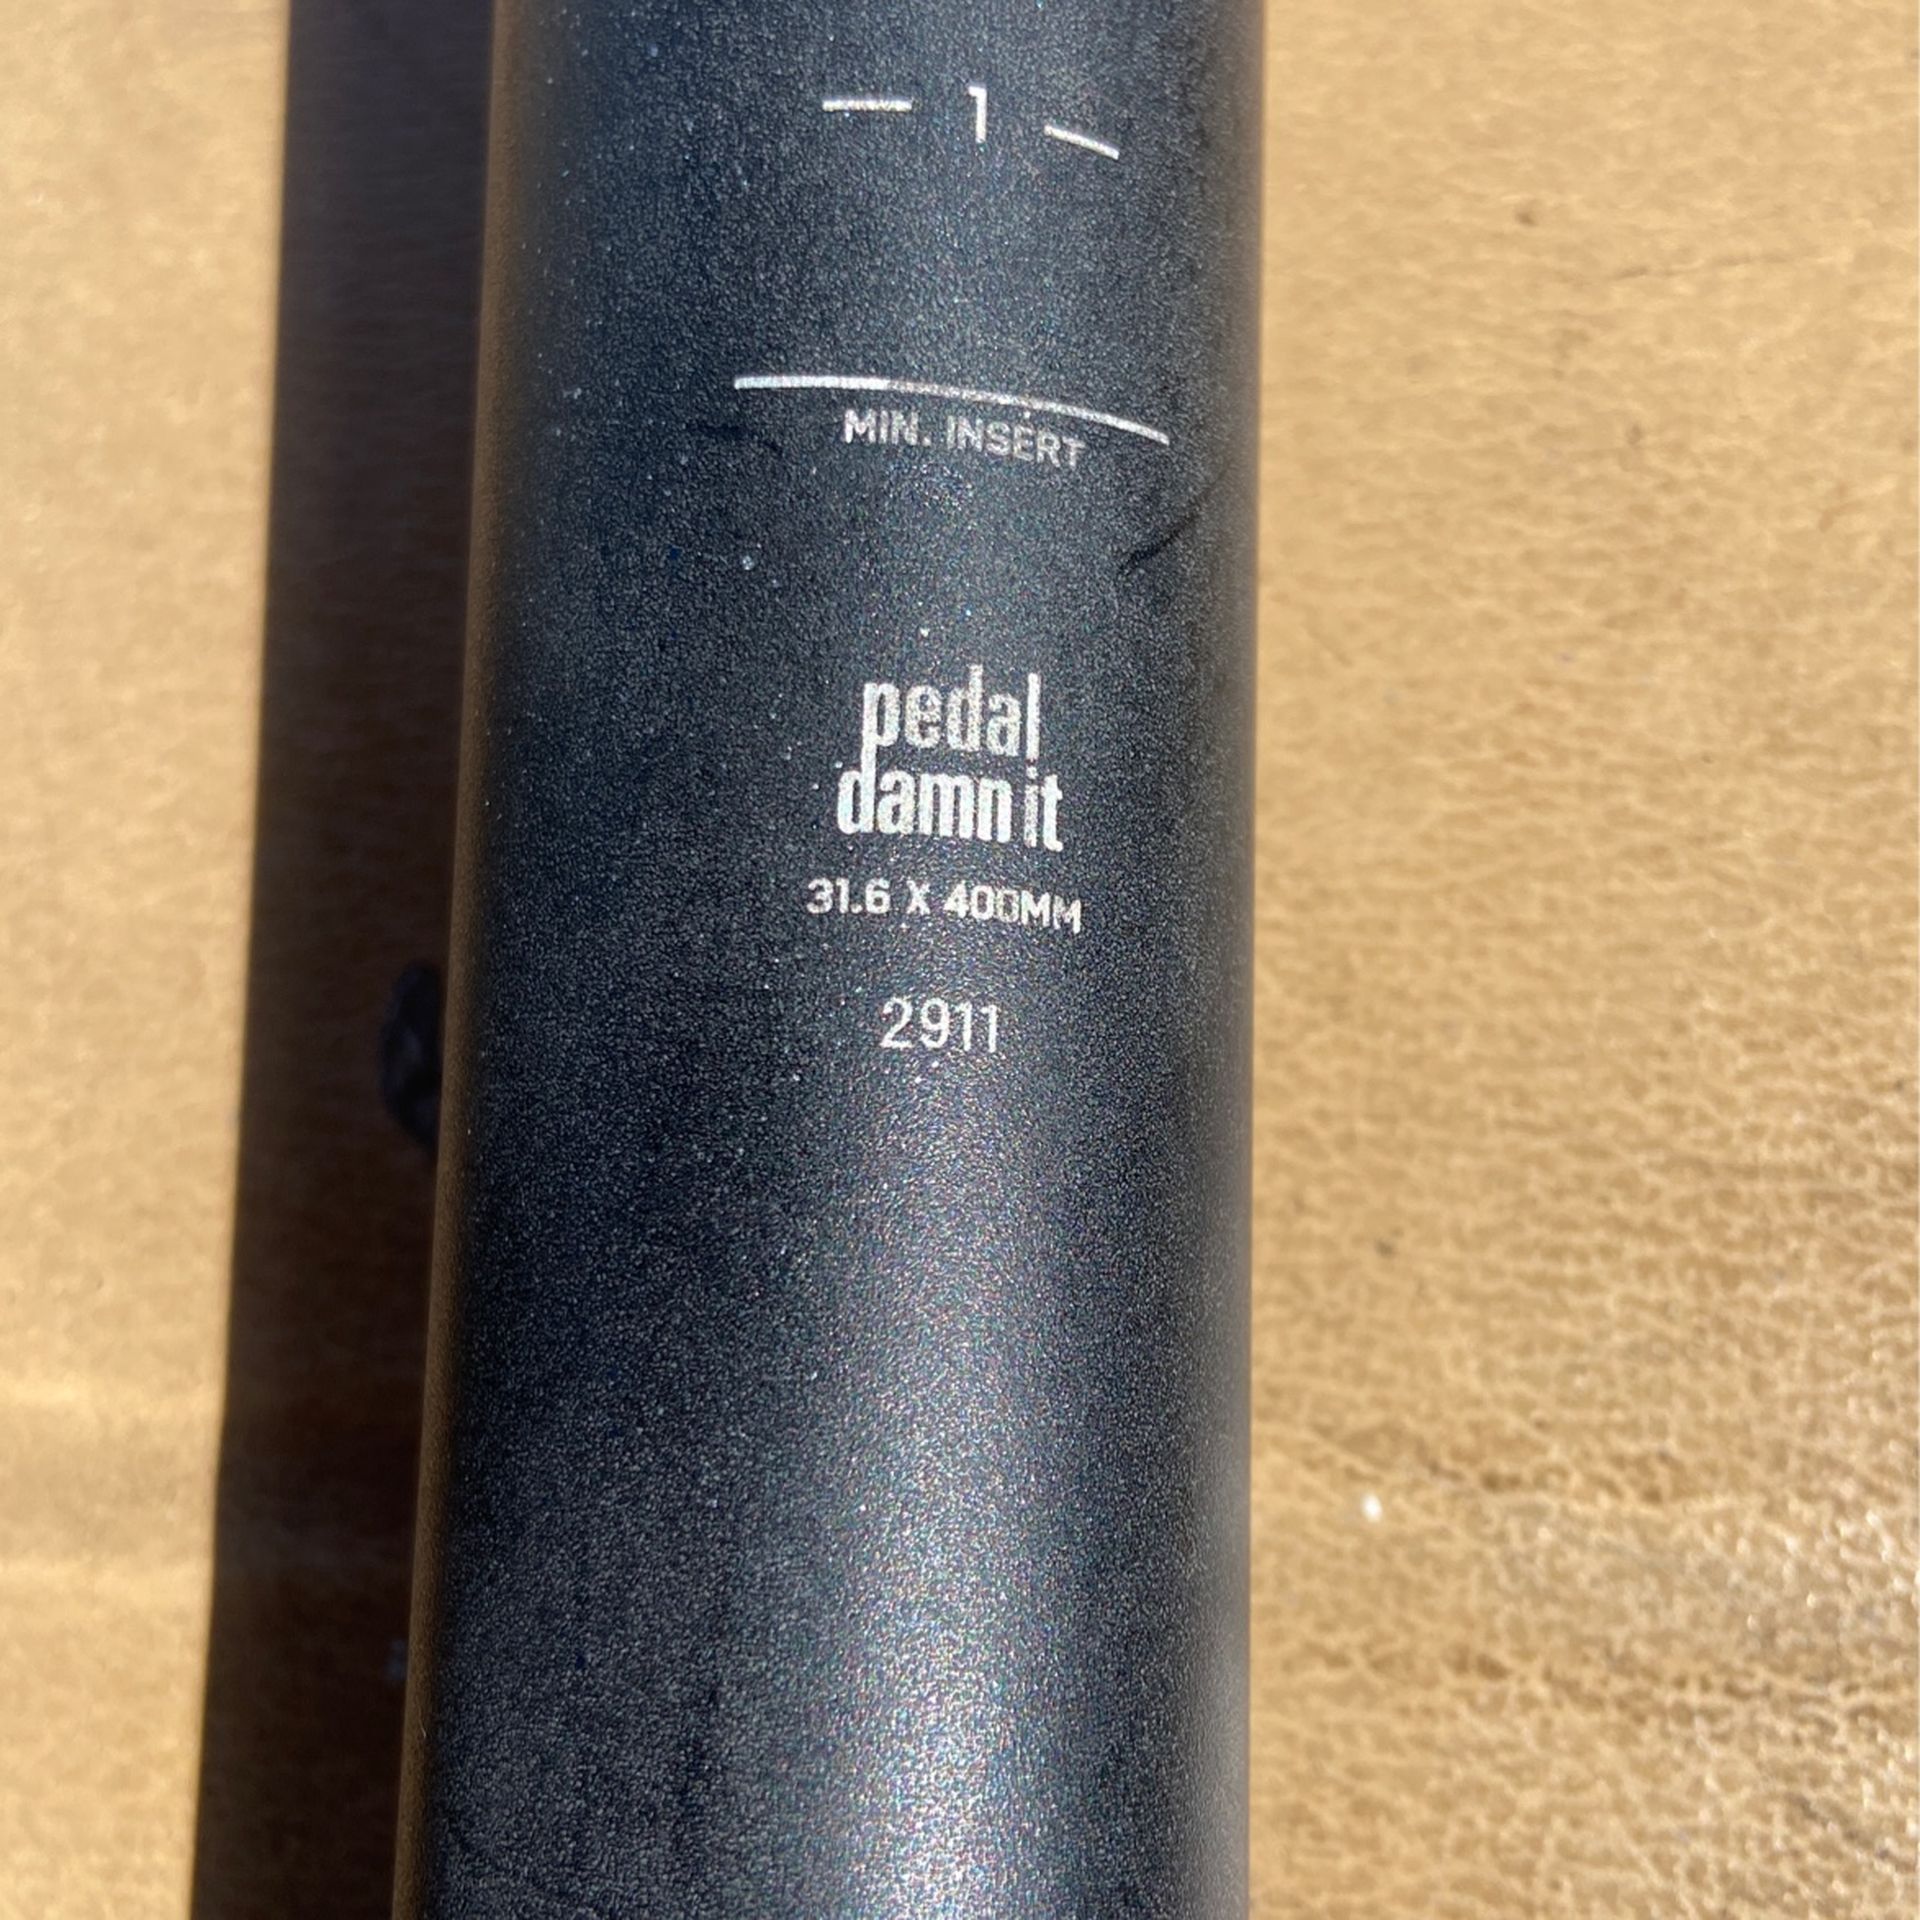 — 1 —
MIN. INSERT
pedal
damn it
31.6 X 400MM
2911